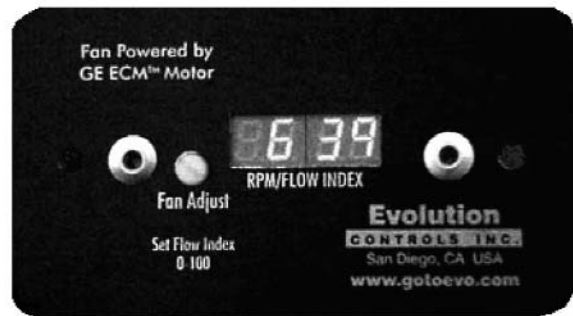 Fan Powered by
GE ECM™ Motor
6 39
RPM/FLOW INDEX
Fan Adjust
Set Flow Index
0-100
Evolution
CONTROLS INC.
San Diego, CA USA
www.gotoevo.com